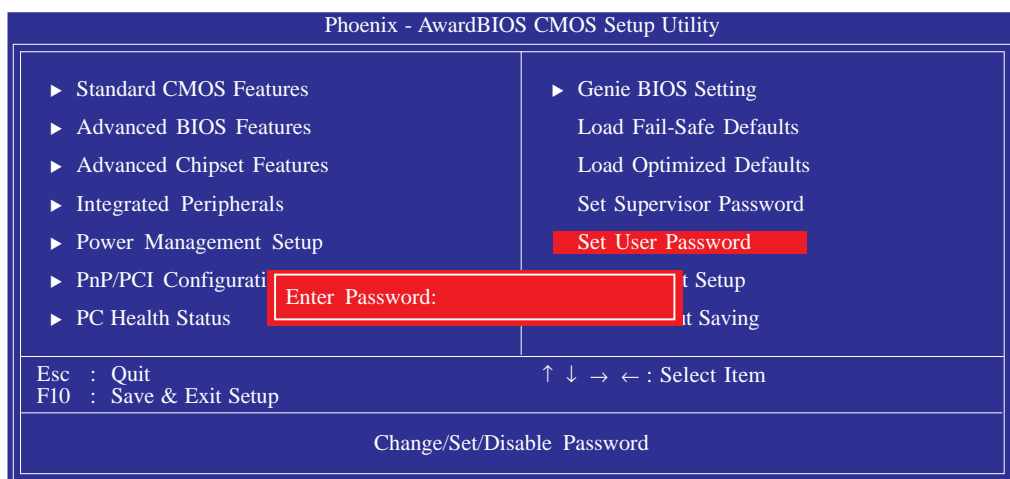 Phoenix - AwardBIOS CMOS Setup Utility
► Standard CMOS Features
► Advanced BIOS Features
► Advanced Chipset Features
► Integrated Peripherals
► Power Management Setup
► PnP/PCI Configurati
► PC Health Status
► Genie BIOS Setting
Load Fail-Safe Defaults
Load Optimized Defaults
Set Supervisor Password
Set User Password
t Setup
ut Saving
Enter Password:
Esc : Quit
F10 : Save & Exit Setup
↑ ↓ → ← : Select Item
Change/Set/Disable Password